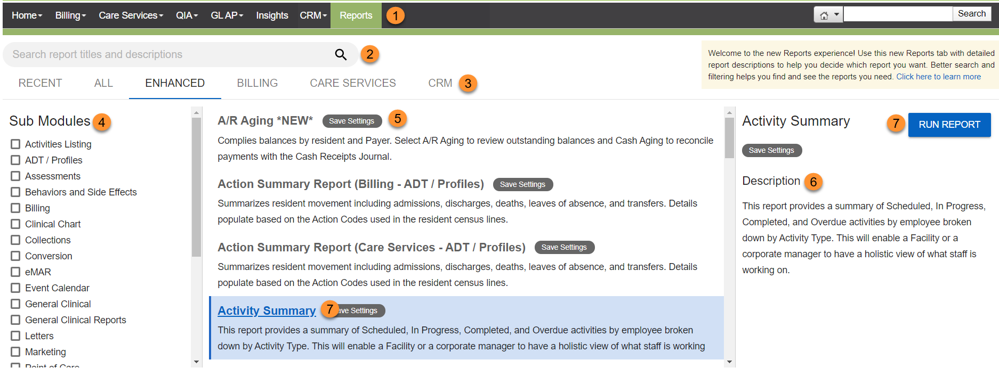 Home Billing Care Services QIA GL AP Insights CRM Reports 1 Search
Search report titles and descriptions 2
Welcome to the new Reports experience! Use this new Reports tab with detailed
report descriptions to help you decide which report you want. Better search and
filtering helps you find and see the reports you need. Click here to learn more
RECENT ALL ENHANCED BILLING CARE SERVICES CRM 3
Sub Modules 4
Activities Listing
ADT / Profiles
Assessments
Behaviors and Side Effects
Billing
Clinical Chart
Collections
Conversion
eMAR
Event Calendar
General Clinical
General Clinical Reports
Letters
Marketing
Point of Care
A/R Aging *NEW* Save Settings 5
Complies balances by resident and Payer. Select A/R Aging to review outstanding balances and Cash Aging to reconcile
payments with the Cash Receipts Journal.
Action Summary Report (Billing - ADT / Profiles) Save Settings
Summarizes resident movement including admissions, discharges, deaths, leaves of absence, and transfers. Details
populate based on the Action Codes used in the resident census lines.
Action Summary Report (Care Services - ADT / Profiles) Save Settings
Summarizes resident movement including admissions, discharges, deaths, leaves of absence, and transfers. Details
populate based on the Action Codes used in the resident census lines.
Activity Summary 7 ave Settings
This report provides a summary of Scheduled, In Progress, Completed, and Overdue activities by employee broken
down by Activity Type. This will enable a Facility or a corporate manager to have a holistic view of what staff is working
Activity Summary 7 RUN REPORT
Save Settings
Description 6
This report provides a summary of Scheduled, In Progress,
Completed, and Overdue activities by employee broken
down by Activity Type. This will enable a Facility or a
corporate manager to have a holistic view of what staff is
working on.